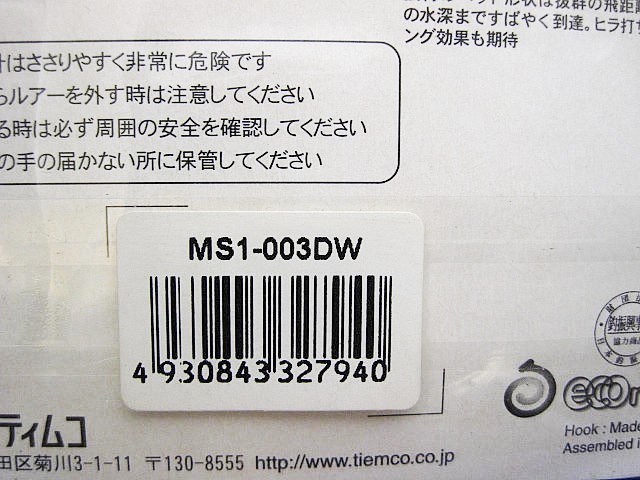 の水深まですばやく到達。ヒラ打ち
ング効果も期待
はささりやすく非常に危険です
ルアーを外す時は注意してください
る時は必ず周囲の安全を確認してください
の手の届かない所に保管してください
MS1-003DW
4 930843 327940
ティムコ
田区菊川3-1-11 〒130-8555 http://www.tiemco.co.jp
Hook : Made
Assembled i